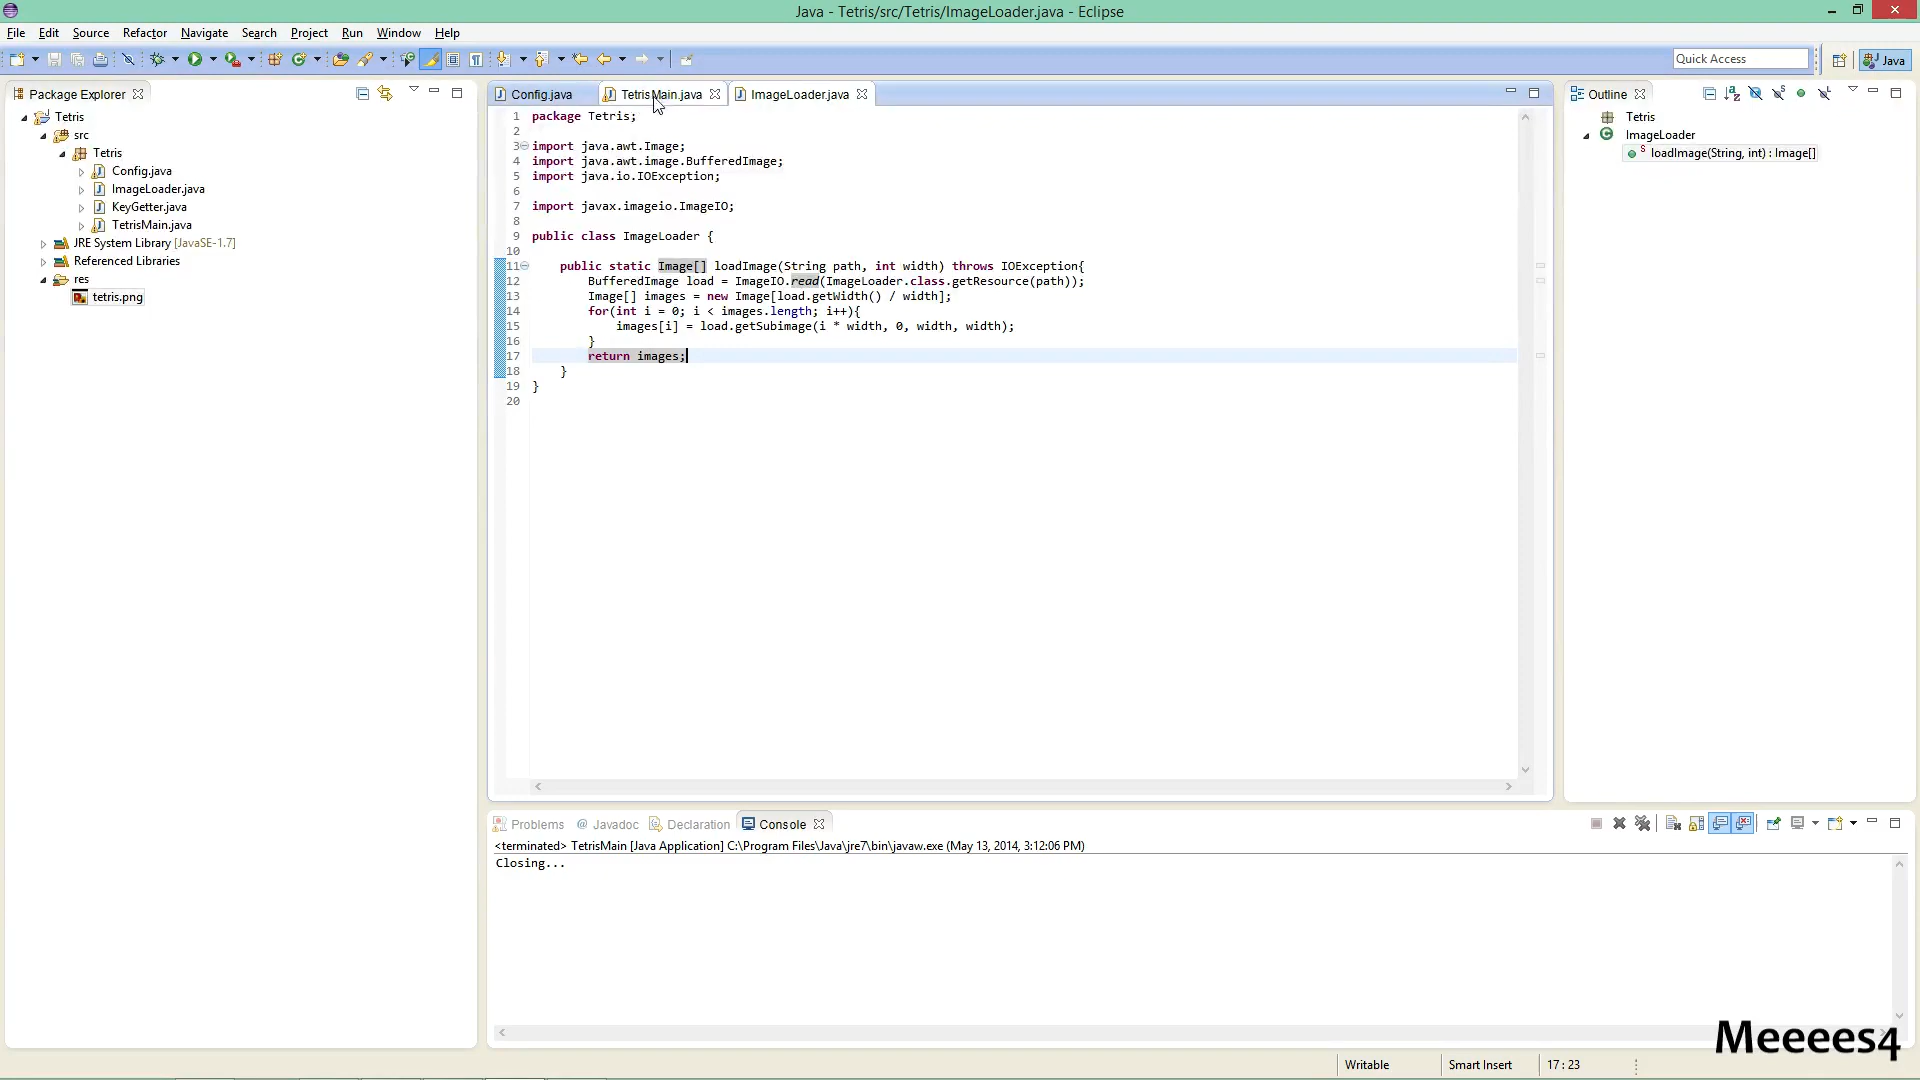 Java - Tetris/src/Tetris/ImageLoader.java - Eclipse
File Edit Source Refactor Navigate Search Project Run Window Help
Quick Access
Java
Package Explorer
Tetris
src
Tetris
Config.java
ImageLoader.java
KeyGetter.java
TetrisMain.java
JRE System Library [JavaSE-1.7]
Referenced Libraries
res
tetris.png
Config.java TetrisMain.java ImageLoader.java
1 package Tetris;
2
3 import java.awt.Image;
4 import java.awt.image.BufferedImage;
5 import java.io.IOException;
6
7 import javax.imageio.ImageIO;
8
9 public class ImageLoader {
10
11 public static Image[] loadImage(String path, int width) throws IOException{
12 BufferedImage load = ImageIO.read(ImageLoader.class.getResource(path));
13 Image[] images = new Image[load.getWidth() / width];
14 for(int i = 0; i < images.length; i++){
15 images[i] = load.getSubimage(i * width, 0, width, width);
16 }
17 return images;
18 }
19 }
20
Outline
Tetris
ImageLoader
S loadImage(String, int) : Image[]
Problems @ Javadoc Declaration Console
<terminated> TetrisMain [Java Application] C:\Program Files\Java\jre7\bin\javaw.exe (May 13, 2014, 3:12:06 PM)
Closing...
Meeees4
Writable Smart Insert 17 : 23